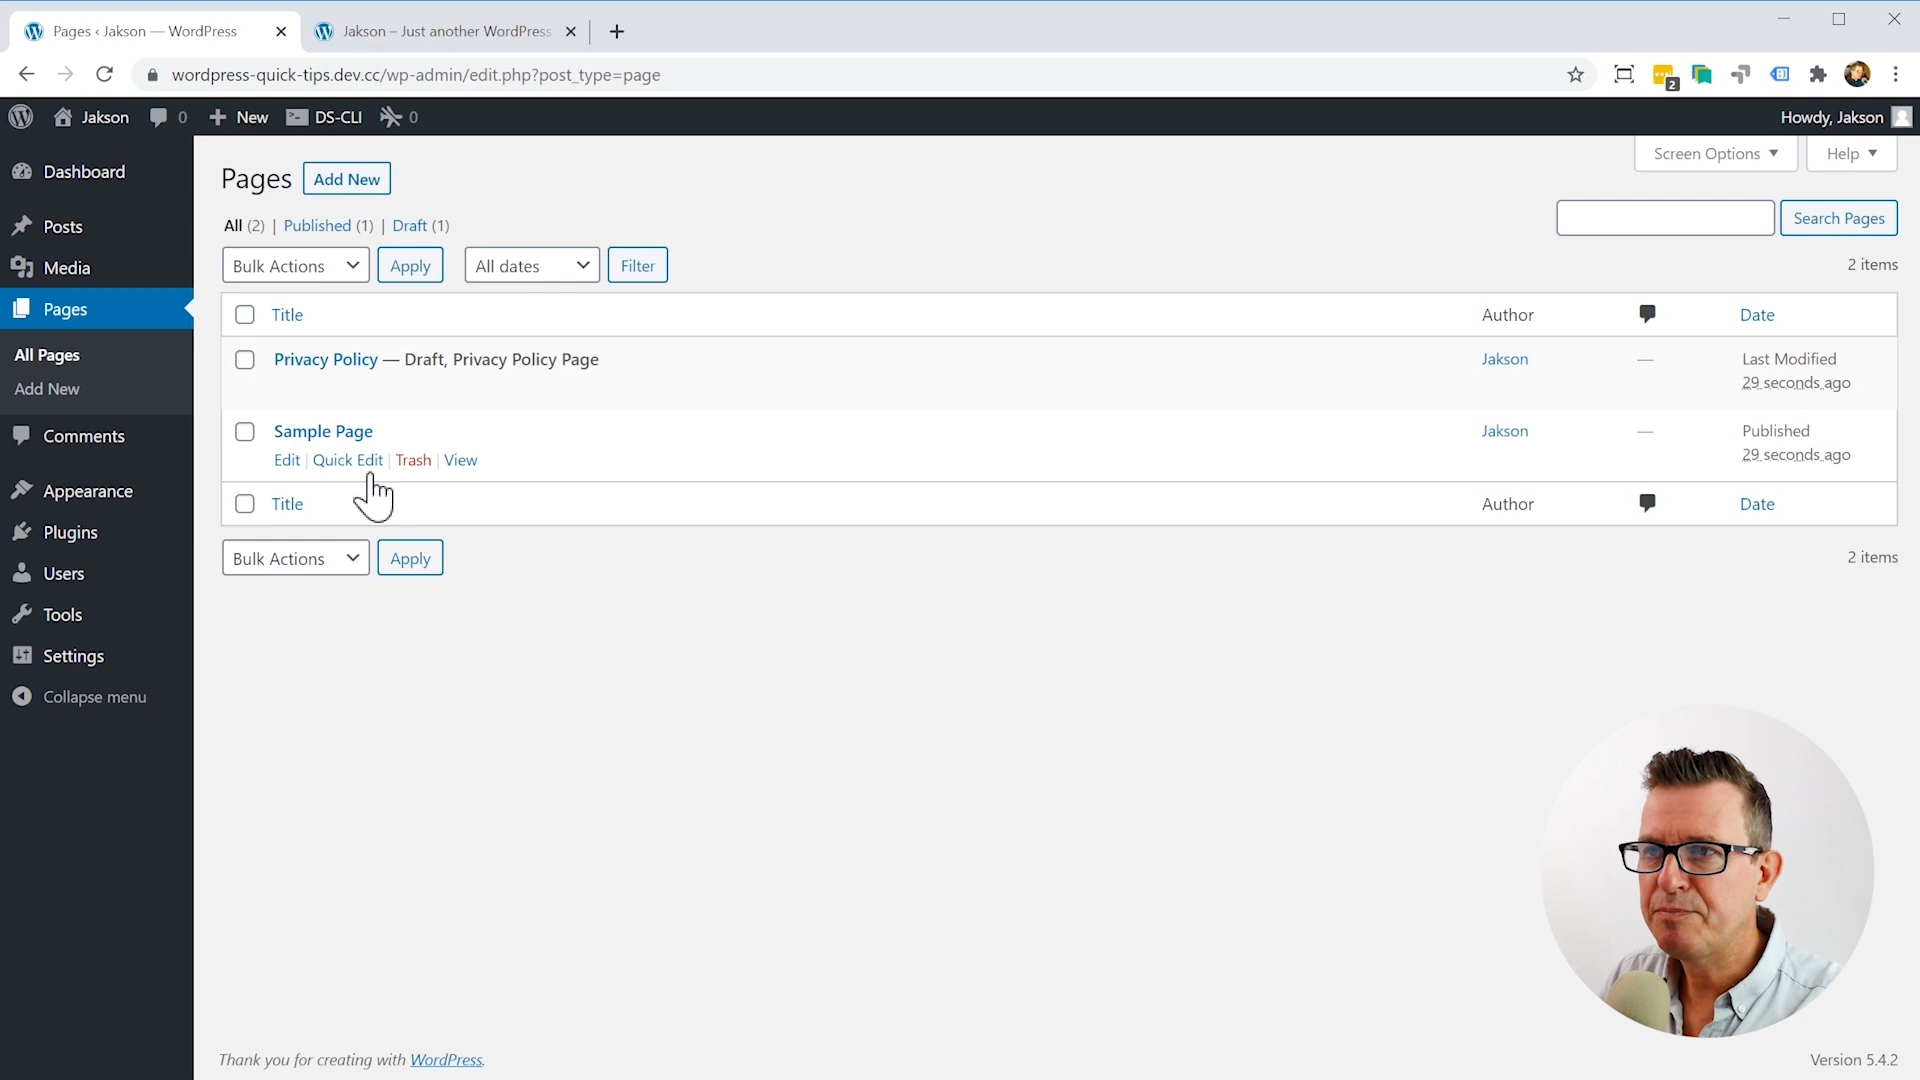 Pages ‹ Jakson — WordPress
Jakson – Just another WordPress
wordpress-quick-tips.dev.cc/wp-admin/edit.php?post_type=page
2
Jakson 0 New DS-CLI 0 Howdy, Jakson
Dashboard
Posts
Media
Pages
All Pages
Add New
Comments
Appearance
Plugins
Users
Tools
Settings
Collapse menu
Screen Options Help
Pages Add New
All (2) | Published (1) | Draft (1)
Search Pages
Bulk Actions Apply All dates Filter 2 items
Title Author Date
Privacy Policy — Draft, Privacy Policy Page Jakson — Last Modified
29 seconds ago
Sample Page Jakson — Published
Edit | Quick Edit | Trash | View 29 seconds ago
Title Author Date
Bulk Actions Apply 2 items
Thank you for creating with WordPress. Version 5.4.2